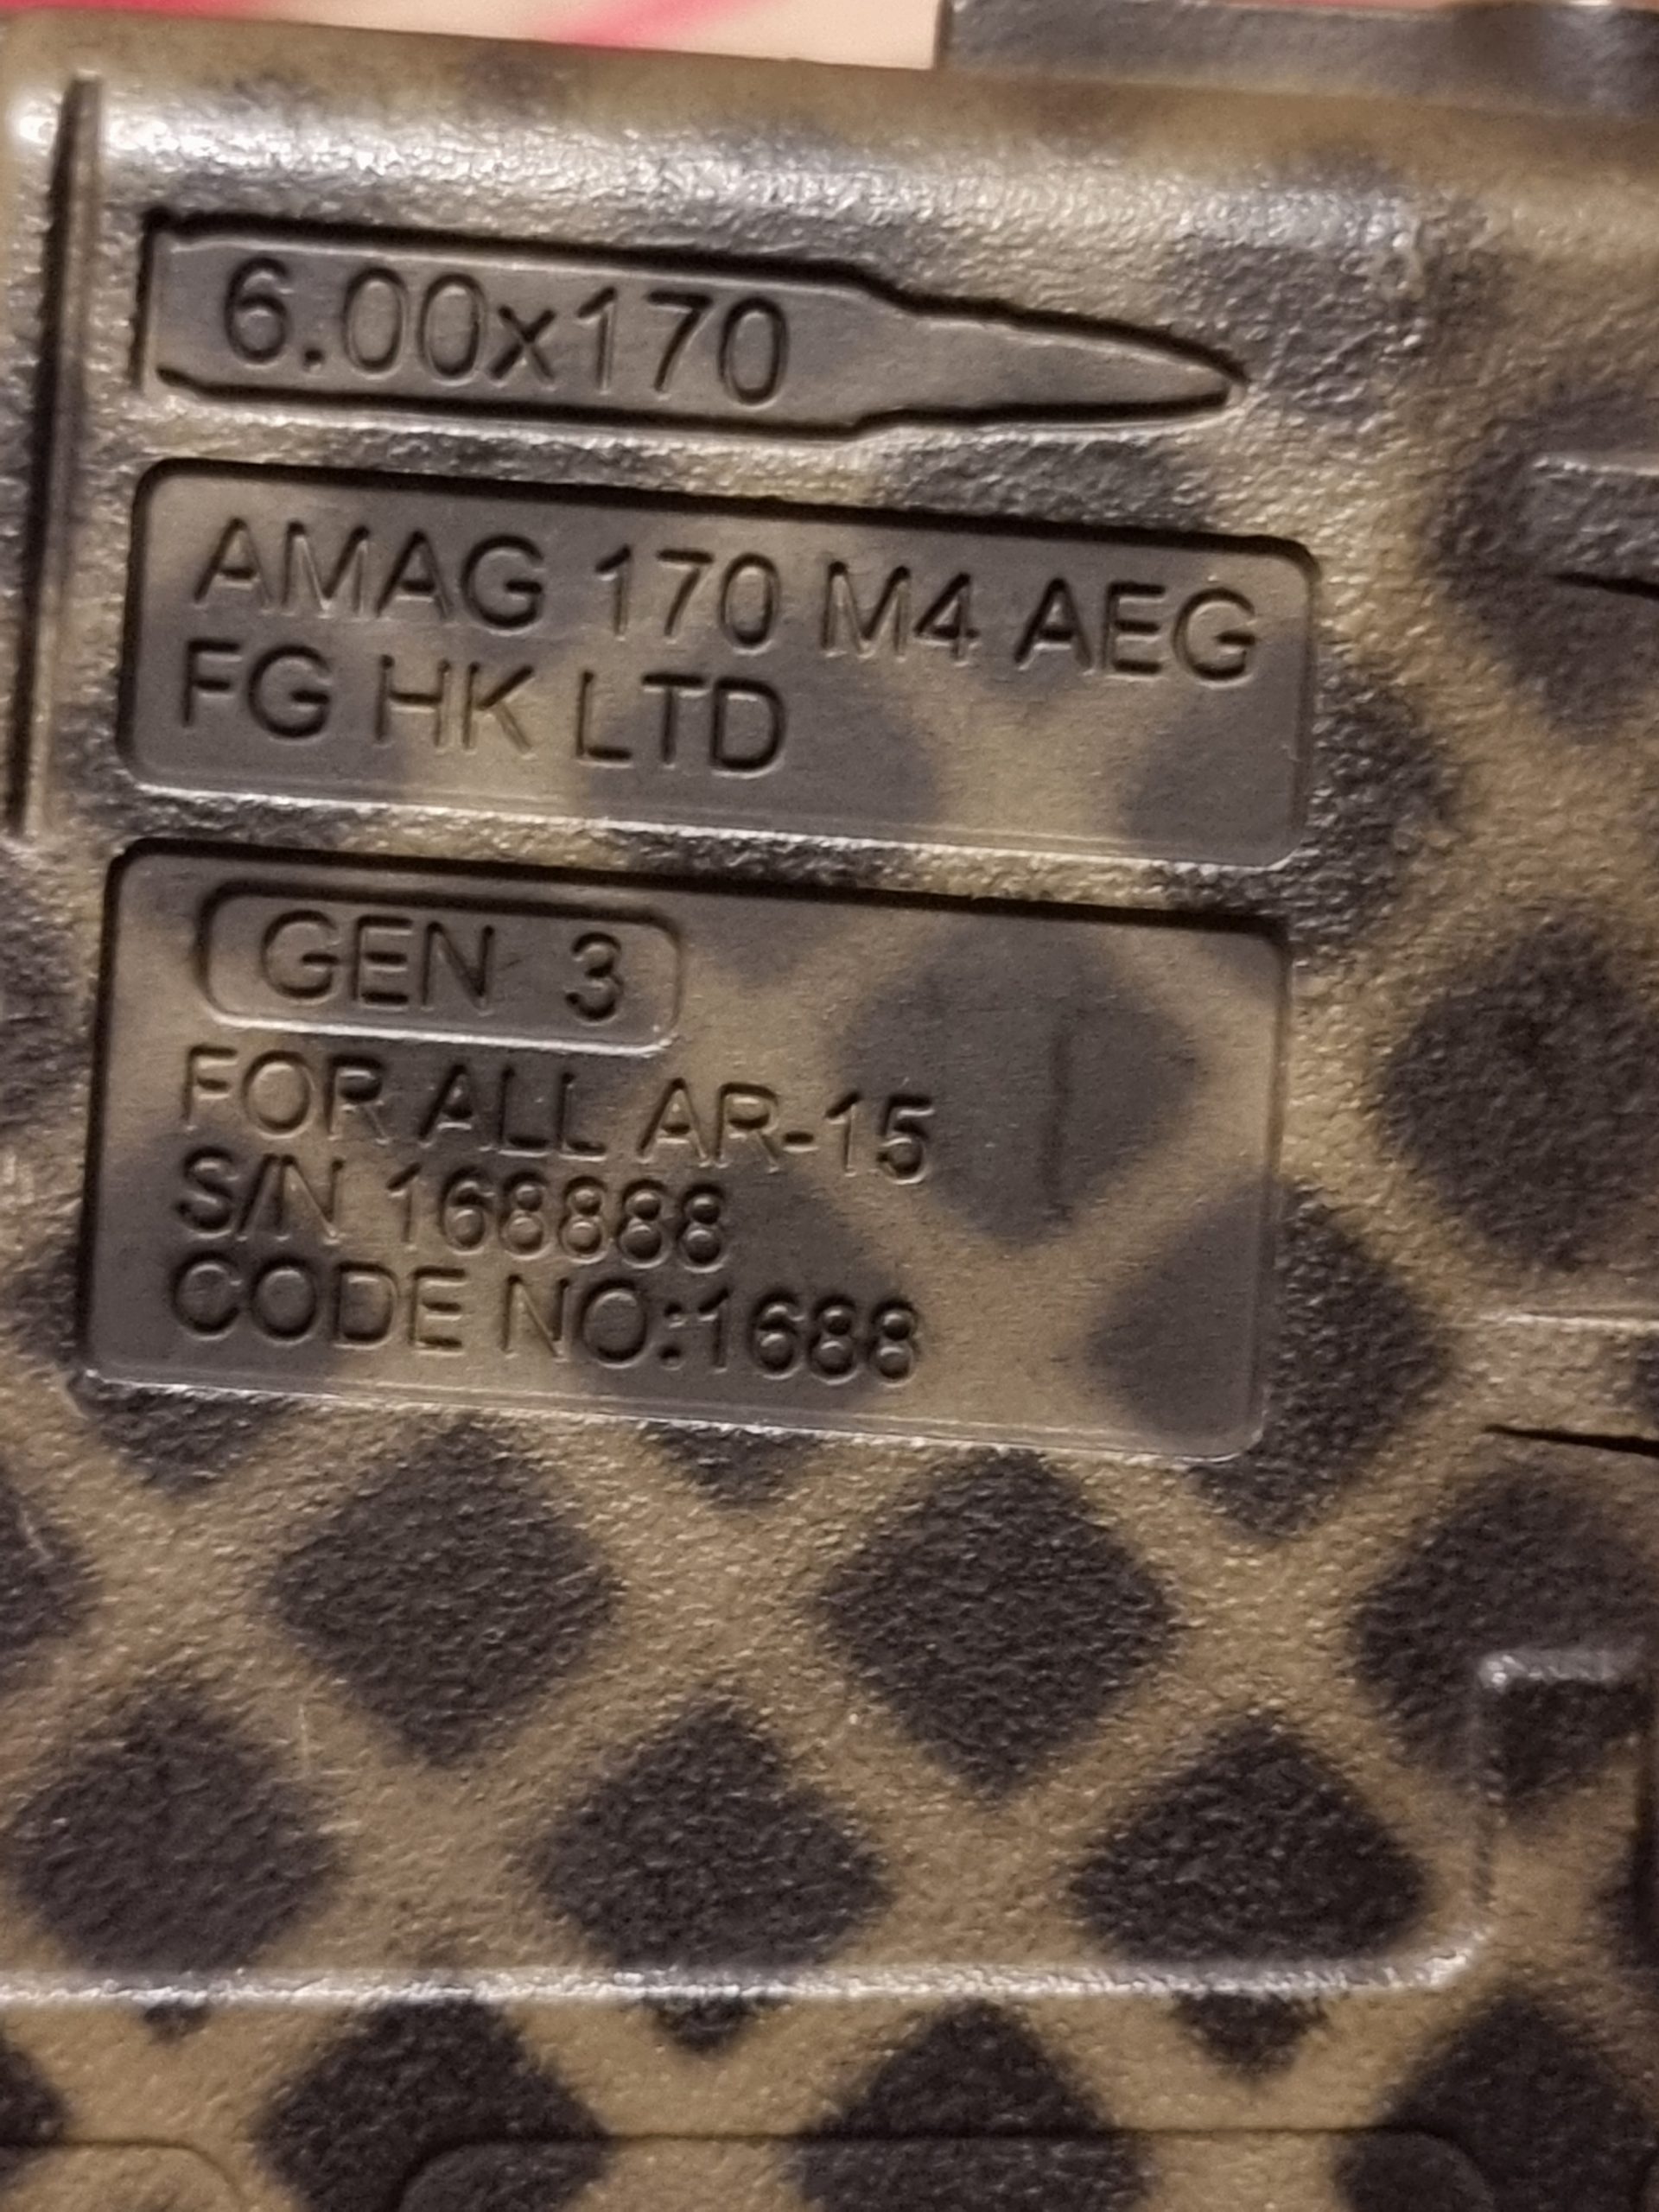 6.00x170
AMAG 170 M4 AEG
FG HK LTD
GEN 3
FOR ALL AR-15
S/N 168888
CODE NO:1688